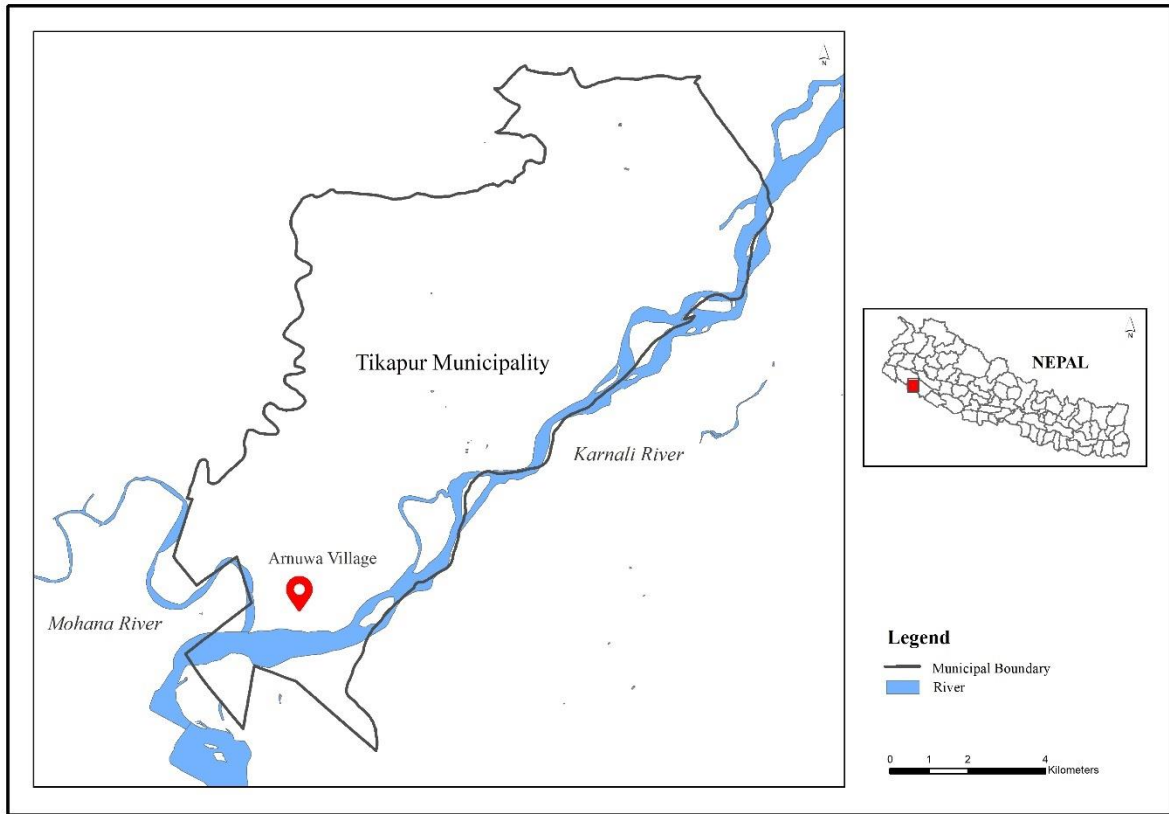 N
Tikapur Municipality
Karnali River
Arnuwa Village
Mohana River
N
NEPAL
Legend
Municipal Boundary
River
0 1 2 4
Kilometers